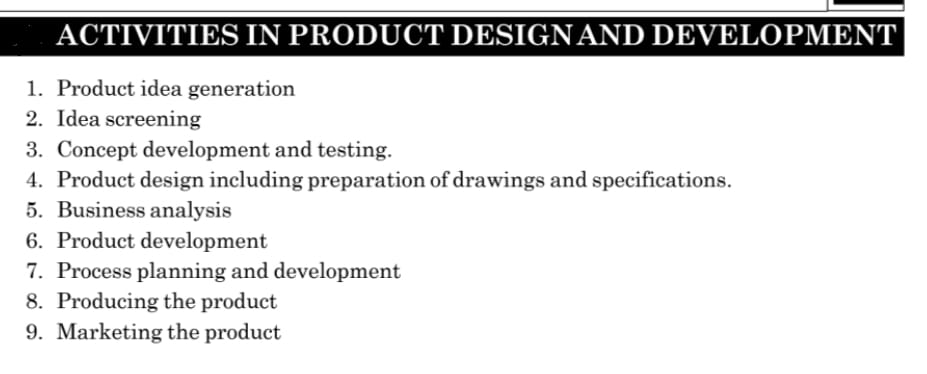 ACTIVITIES IN PRODUCT DESIGN AND DEVELOPMENT
1. Product idea generation
2. Idea screening
3. Concept development and testing.
4. Product design including preparation of drawings and specifications.
5. Business analysis
6. Product development
7. Process planning and development
8. Producing the product
9. Marketing the product